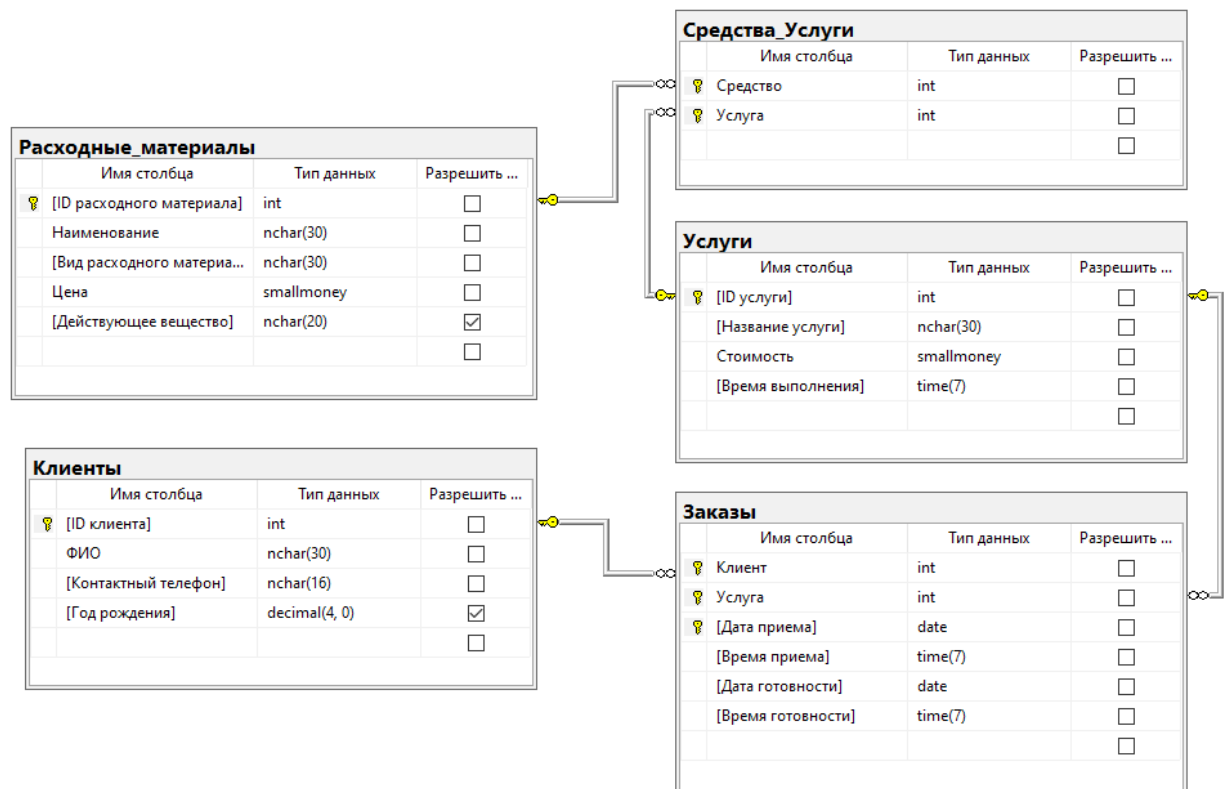 Средства_Услуги
Имя столбца Тип данных Разрешить ...
Средство int
Услуга int
Расходные_материалы
Имя столбца Тип данных Разрешить ...
[ID расходного материала] int
Наименование nchar(30)
[Вид расходного материа... nchar(30)
Цена smallmoney
[Действующее вещество] nchar(20)
Услуги
Имя столбца Тип данных Разрешить ...
[ID услуги] int
[Название услуги] nchar(30)
Стоимость smallmoney
[Время выполнения] time(7)
Клиенты
Имя столбца Тип данных Разрешить ...
[ID клиента] int
ФИО nchar(30)
[Контактный телефон] nchar(16)
[Год рождения] decimal(4, 0)
Заказы
Имя столбца Тип данных Разрешить ...
Клиент int
Услуга int
[Дата приема] date
[Время приема] time(7)
[Дата готовности] date
[Время готовности] time(7)